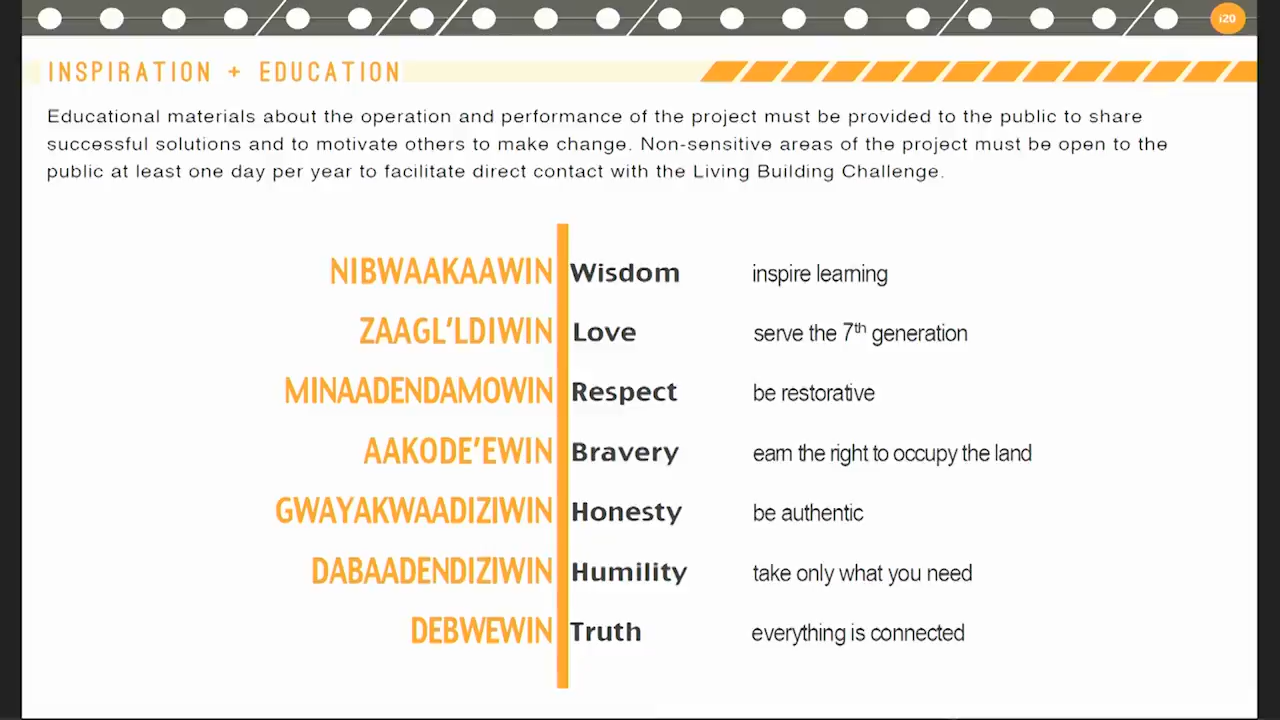 i20
INSPIRATION + EDUCATION
Educational materials about the operation and performance of the project must be provided to the public to share
successful solutions and to motivate others to make change. Non-sensitive areas of the project must be open to the
public at least one day per year to facilitate direct contact with the Living Building Challenge.
NIBWAAKAAWIN Wisdom inspire learning
ZAAGL’LDIWIN Love serve the 7th generation
MINAADENDAMOWIN Respect be restorative
AAKODE’EWIN Bravery earn the right to occupy the land
GWAYAKWAADIZIWIN Honesty be authentic
DABAADENDIZIWIN Humility take only what you need
DEBWEWIN Truth everything is connected